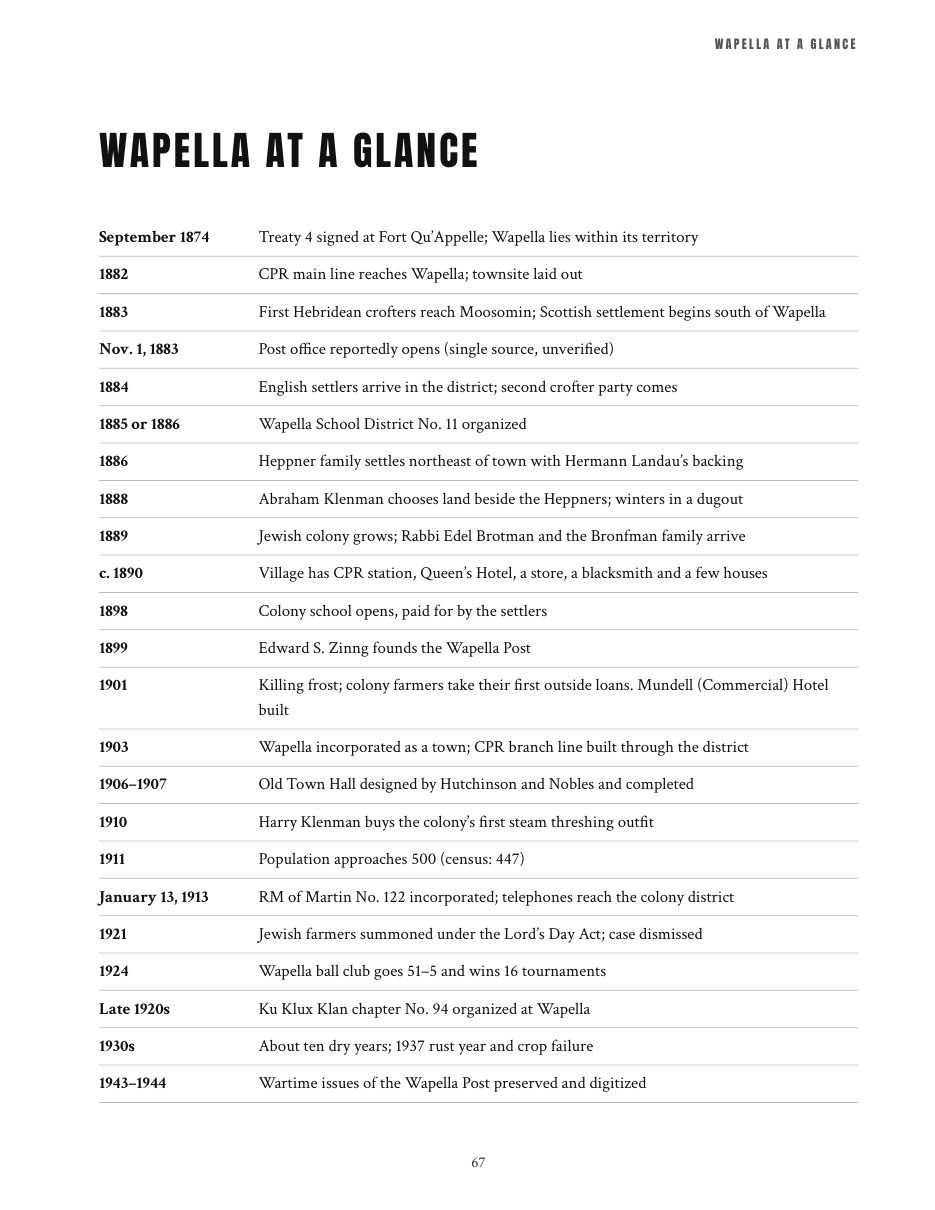 WAPELLA AT A GLANCE
WAPELLA AT A GLANCE
September 1874 Treaty 4 signed at Fort Qu’Appelle; Wapella lies within its territory
1882 CPR main line reaches Wapella; townsite laid out
1883 First Hebridean crofters reach Moosomin; Scottish settlement begins south of Wapella
Nov. 1, 1883 Post office reportedly opens (single source, unverified)
1884 English settlers arrive in the district; second crofter party comes
1885 or 1886 Wapella School District No. 11 organized
1886 Heppner family settles northeast of town with Hermann Landau’s backing
1888 Abraham Klenman chooses land beside the Heppners; winters in a dugout
1889 Jewish colony grows; Rabbi Edel Brotman and the Bronfman family arrive
c. 1890 Village has CPR station, Queen’s Hotel, a store, a blacksmith and a few houses
1898 Colony school opens, paid for by the settlers
1899 Edward S. Zinng founds the Wapella Post
1901 Killing frost; colony farmers take their first outside loans. Mundell (Commercial) Hotel
built
1903 Wapella incorporated as a town; CPR branch line built through the district
1906–1907 Old Town Hall designed by Hutchinson and Nobles and completed
1910 Harry Klenman buys the colony’s first steam threshing outfit
1911 Population approaches 500 (census: 447)
January 13, 1913 RM of Martin No. 122 incorporated; telephones reach the colony district
1921 Jewish farmers summoned under the Lord’s Day Act; case dismissed
1924 Wapella ball club goes 51–5 and wins 16 tournaments
Late 1920s Ku Klux Klan chapter No. 94 organized at Wapella
1930s About ten dry years; 1937 rust year and crop failure
1943–1944 Wartime issues of the Wapella Post preserved and digitized
67